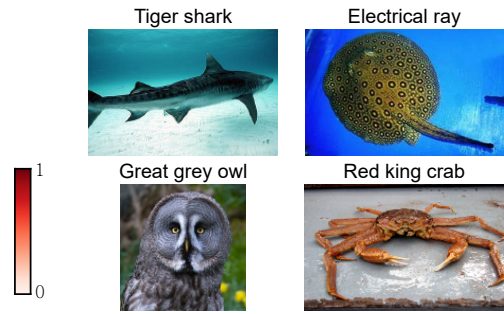 Tiger shark
Electrical ray
Great grey owl
Red king crab
1
0